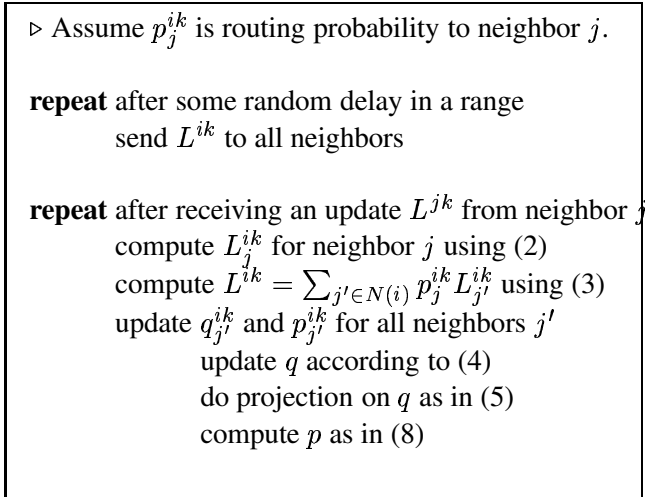 ▷ Assume $p_j^{ik}$ is routing probability to neighbor $j$.
repeat after some random delay in a range
send $L^{ik}$ to all neighbors
repeat after receiving an update $L^{jk}$ from neighbor $j$
compute $L_j^{ik}$ for neighbor $j$ using (2)
compute $L^{ik} = \sum_{j' \in N(i)} p_j^{ik} L_{j'}^{ik}$ using (3)
update $q_{j'}^{ik}$ and $p_{j'}^{ik}$ for all neighbors $j'$
update $q$ according to (4)
do projection on $q$ as in (5)
compute $p$ as in (8)